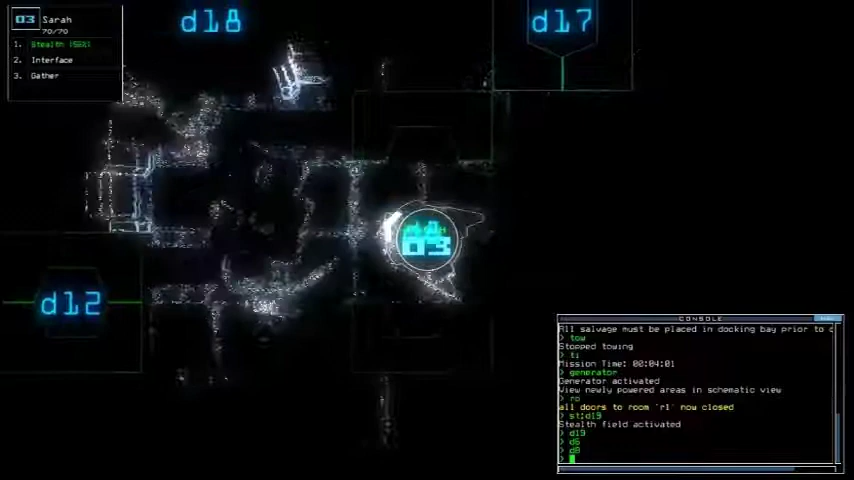 03 Sarah
70/70
1. Stealth
2. Interface
3. Gather
d18
d17
03
d12
CONSOLE
All salvage must be placed in docking bay prior to
> tow
Stopped towing
> ti
Mission Time: 00:04:01
> generator
Generator activated
View newly powered areas in schematic view
> ro
all doors to room 'r1' now closed
> st;d19
Stealth field activated
> d19
> d6
> d8
>